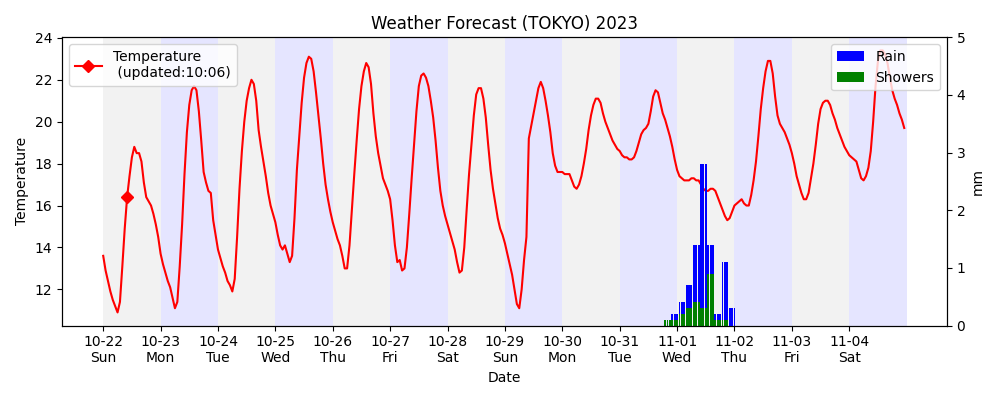 Weather Forecast (TOKYO) 2023
Temperature
(updated:10:06)
Rain
Showers
24
22
20
18
16
14
12
Temperature
5
4
3
2
1
0
mm
10-22 10-23 10-24 10-25 10-26 10-27 10-28 10-29 10-30 10-31 11-01 11-02 11-03 11-04
Sun Mon Tue Wed Thu Fri Sat Sun Mon Tue Wed Thu Fri Sat
Date